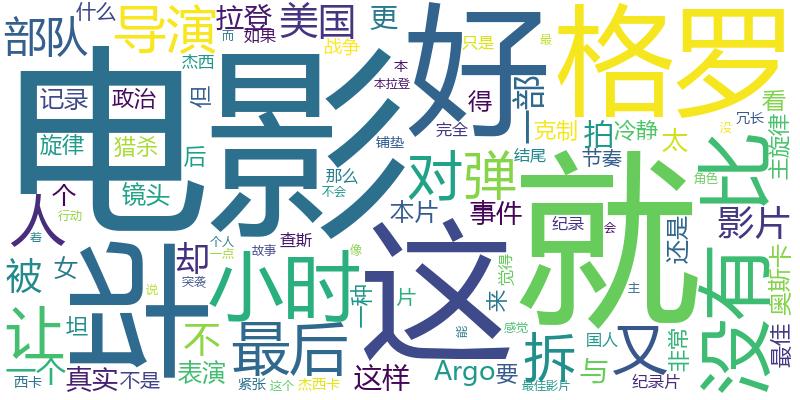 什么
拉登
美国
更
部队
导演
如果
而
战争
只是
最
好
格罗
电影
杰西
但
本
本拉登
得
一部
记录
政治
旋律
猎杀
后
镜头
那么
不会
铺垫
完全
克制
结尾
节奏
拍
冷静
太
看
没
冗长
主旋律
个
人
行动
着
对
弹
本片
事件
纪录
会
就
比
角色
影片
还是
没有
奥斯卡
最佳
被
女
却
个人
一点
突袭
查斯
故事
小时
像
一种
片
这
来
觉得
能
感觉
主
坦
让
一个
说
不
最后
拆
又
国人
与
非常
西卡
真实
不是
表演
紧张
这个
杰西卡
这样
Argo
要
最佳影片
纪录片